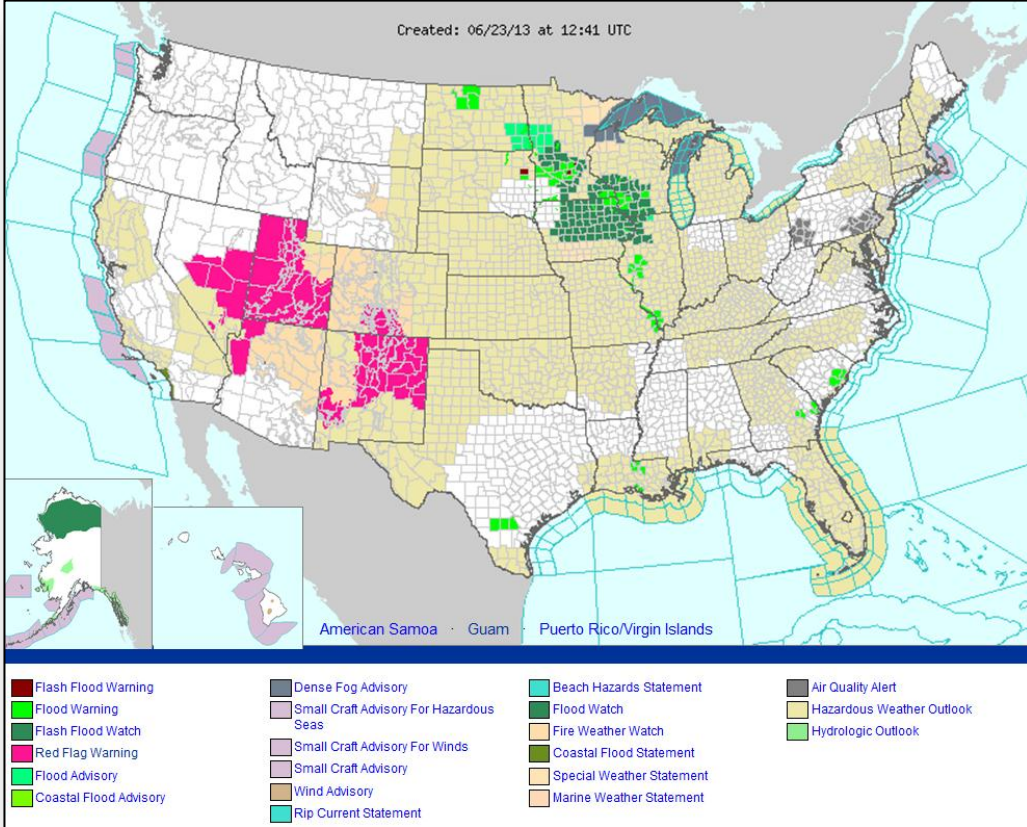 Created: 06/23/13 at 12:41 UTC
American Samoa · Guam · Puerto Rico/Virgin Islands
Flash Flood Warning
Flood Warning
Flash Flood Watch
Red Flag Warning
Flood Advisory
Coastal Flood Advisory
Dense Fog Advisory
Small Craft Advisory For Hazardous
Seas
Small Craft Advisory For Winds
Small Craft Advisory
Wind Advisory
Rip Current Statement
Beach Hazards Statement
Flood Watch
Fire Weather Watch
Coastal Flood Statement
Special Weather Statement
Marine Weather Statement
Air Quality Alert
Hazardous Weather Outlook
Hydrologic Outlook